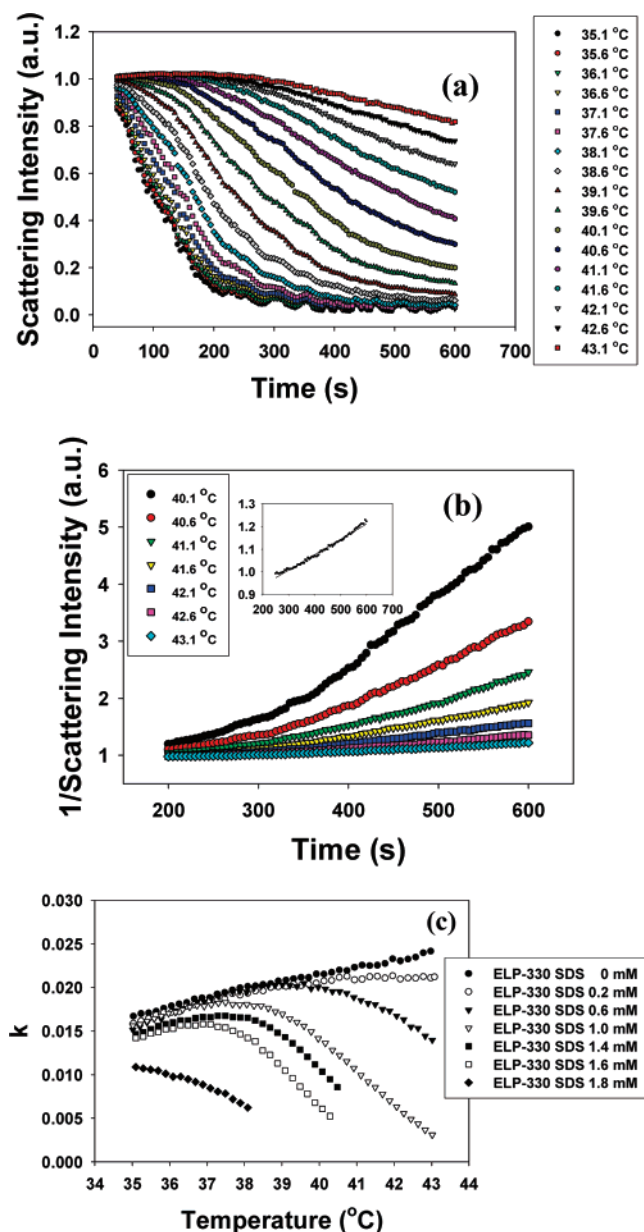 Scattering Intensity (a.u.)
1.2
1.0
0.8
0.6
0.4
0.2
0.0
(a)
0 100 200 300 400 500 600 700
Time (s)
35.1 °C
35.6 °C
36.1 °C
36.6 °C
37.1 °C
37.6 °C
38.1 °C
38.6 °C
39.1 °C
39.6 °C
40.1 °C
40.6 °C
41.1 °C
41.6 °C
42.1 °C
42.6 °C
43.1 °C
1/Scattering Intensity (a.u.)
6
5
4
3
2
1
40.1 °C
40.6 °C
41.1 °C
41.6 °C
42.1 °C
42.6 °C
43.1 °C
1.3
1.2
1.1
1.0
0.9
200 300 400 500 600 700
(b)
200 300 400 500 600
Time (s)
k
0.030
0.025
0.020
0.015
0.010
0.005
0.000
(c)
34 35 36 37 38 39 40 41 42 43 44
Temperature (°C)
ELP-330 SDS 0 mM
ELP-330 SDS 0.2 mM
ELP-330 SDS 0.6 mM
ELP-330 SDS 1.0 mM
ELP-330 SDS 1.4 mM
ELP-330 SDS 1.6 mM
ELP-330 SDS 1.8 mM